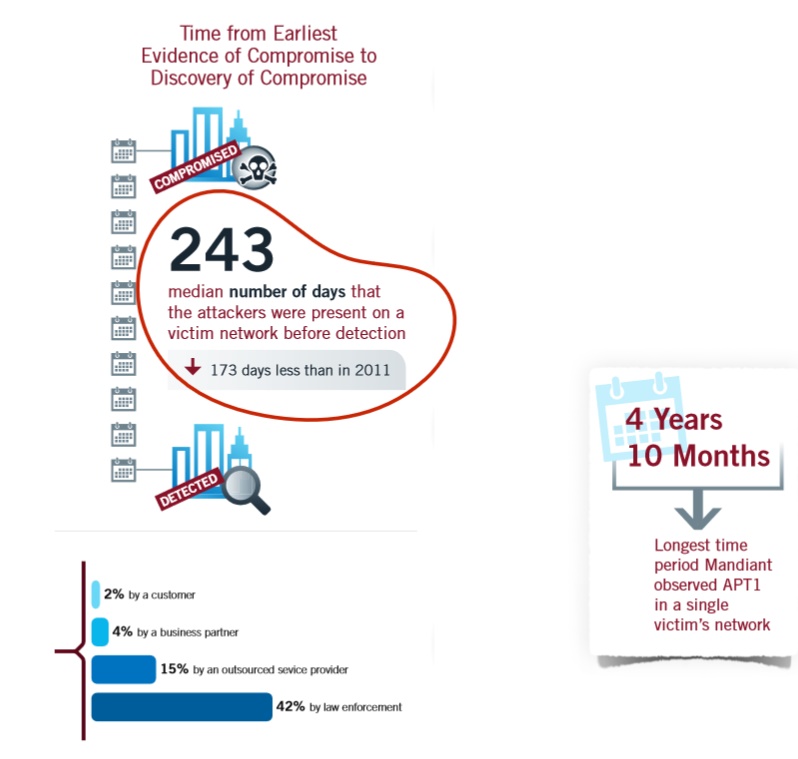 Time from Earliest
Evidence of Compromise to
Discovery of Compromise
COMPROMISED
243
median number of days that
the attackers were present on a
victim network before detection
173 days less than in 2011
DETECTED
2% by a customer
4% by a business partner
15% by an outsourced sevice provider
42% by law enforcement
4 Years
10 Months
Longest time
period Mandiant
observed APT1
in a single
victim's network